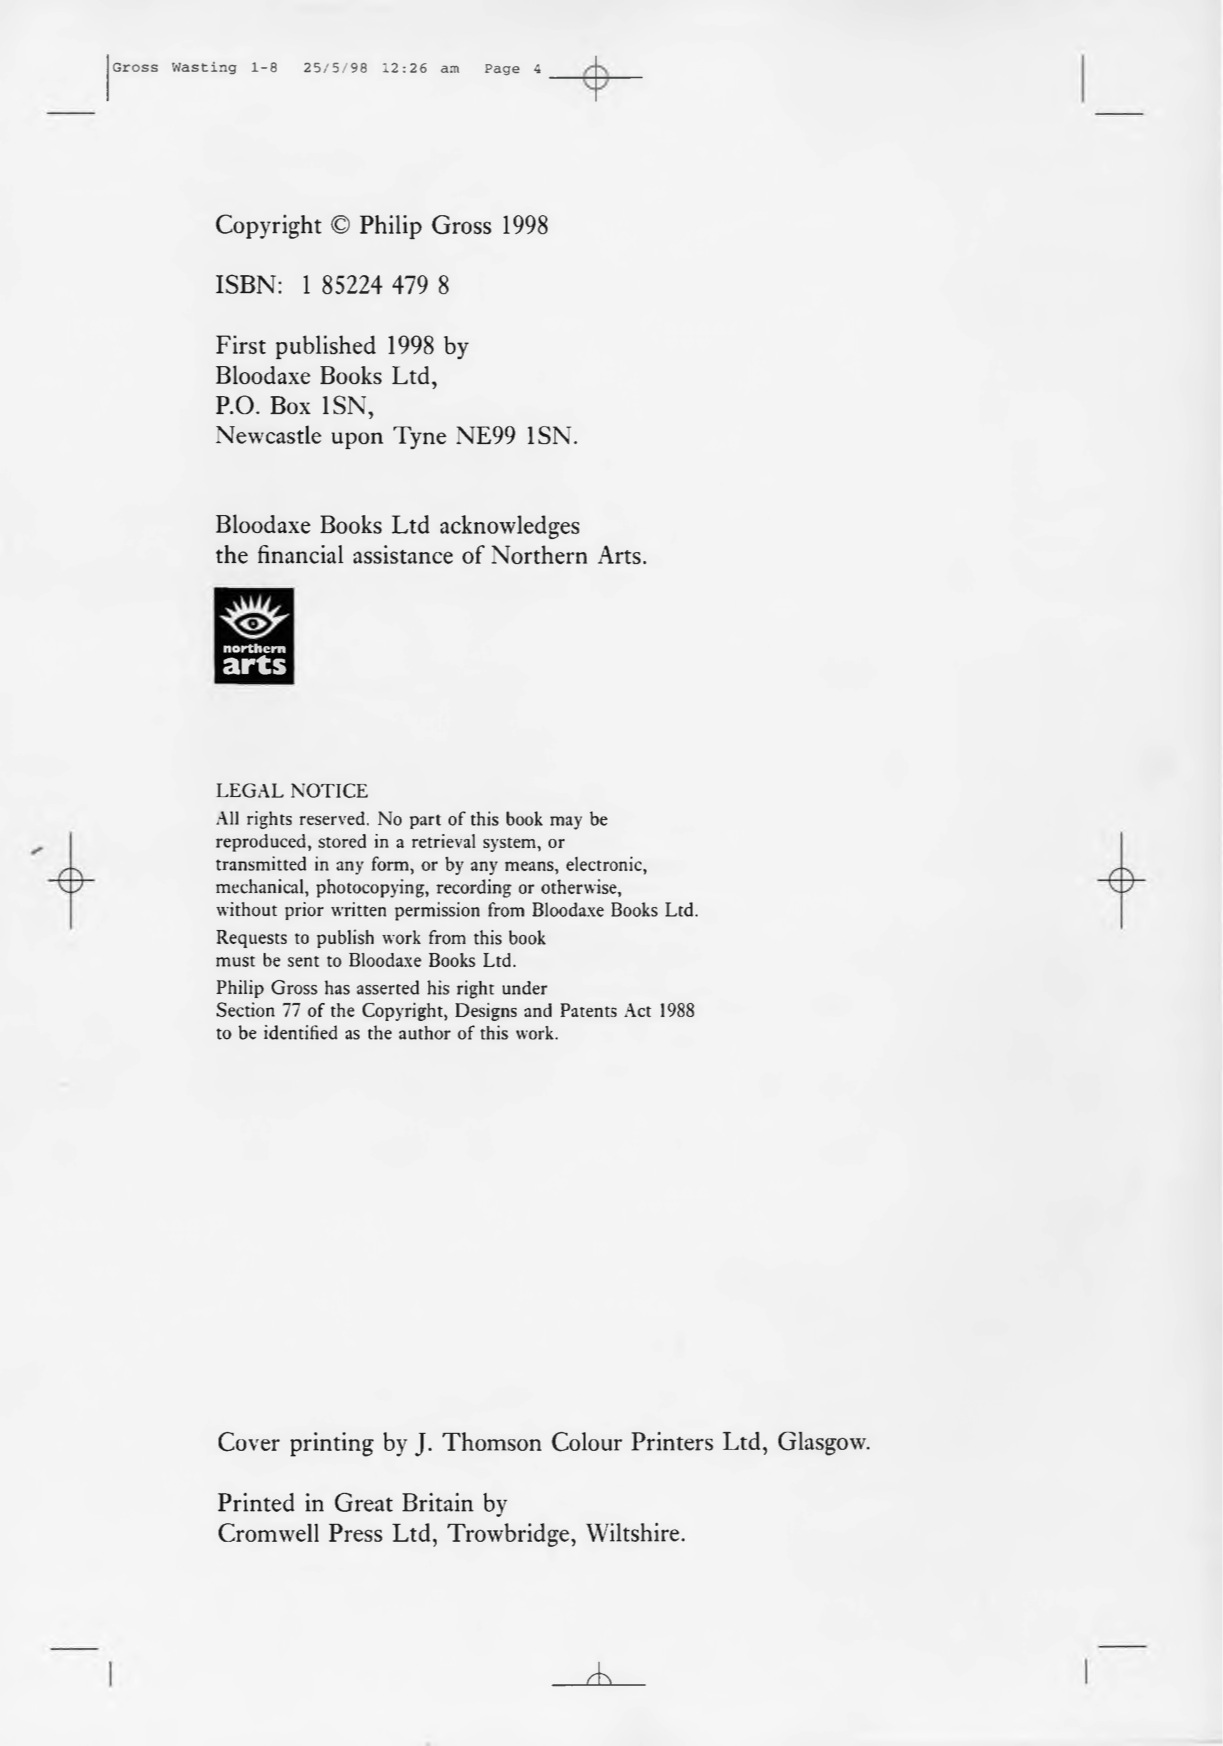 Gross Wasting 1-8 25/5/98 12:26 am Page 4
Copyright © Philip Gross 1998
ISBN: 1 85224 479 8
First published 1998 by
Bloodaxe Books Ltd,
P.O. Box 1SN,
Newcastle upon Tyne NE99 1SN.
Bloodaxe Books Ltd acknowledges
the financial assistance of Northern Arts.
northern
arts
LEGAL NOTICE
All rights reserved. No part of this book may be
reproduced, stored in a retrieval system, or
transmitted in any form, or by any means, electronic,
mechanical, photocopying, recording or otherwise,
without prior written permission from Bloodaxe Books Ltd.
Requests to publish work from this book
must be sent to Bloodaxe Books Ltd.
Philip Gross has asserted his right under
Section 77 of the Copyright, Designs and Patents Act 1988
to be identified as the author of this work.
Cover printing by J. Thomson Colour Printers Ltd, Glasgow.
Printed in Great Britain by
Cromwell Press Ltd, Trowbridge, Wiltshire.